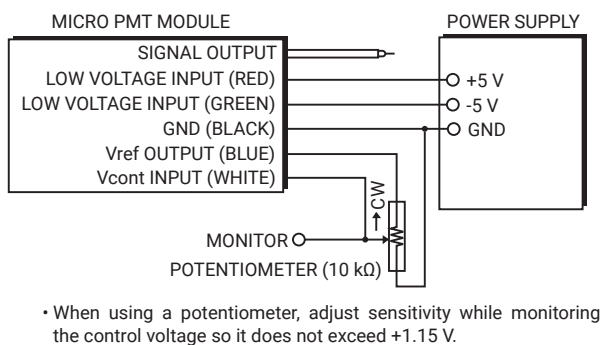 MICRO PMT MODULE
POWER SUPPLY
SIGNAL OUTPUT
LOW VOLTAGE INPUT (RED)
+5 V
LOW VOLTAGE INPUT (GREEN)
-5 V
GND (BLACK)
GND
Vref OUTPUT (BLUE)
Vcont INPUT (WHITE)
CW
MONITOR
POTENTIOMETER (10 kΩ)
• When using a potentiometer, adjust sensitivity while monitoring
the control voltage so it does not exceed +1.15 V.